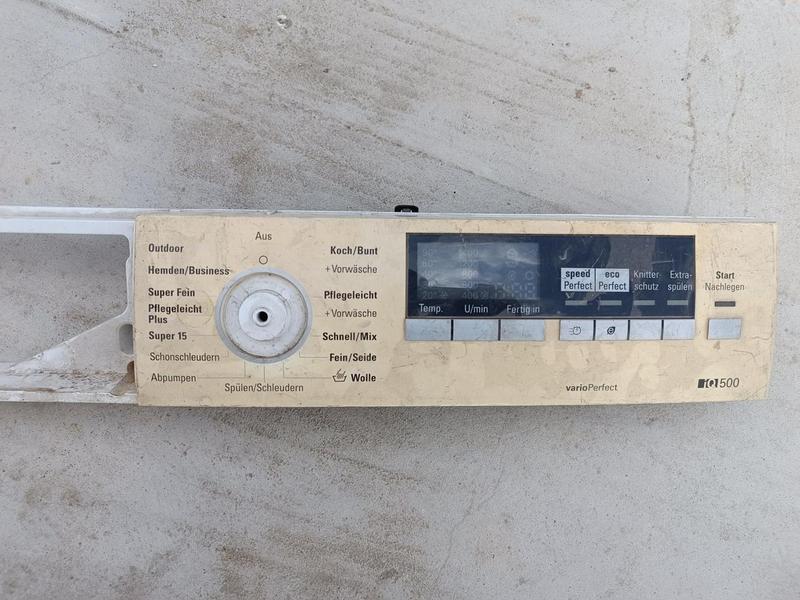 Aus
Outdoor
Hemden/Business
Super Fein
Pflegeleicht
Plus
Super 15
Schonschleudern
Abpumpen
Spülen/Schleudern
Koch/Bunt
+Vorwäsche
Pflegeleicht
+Vorwäsche
Schnell/Mix
Fein/Seide
Wolle
speed
Perfect
eco
Perfect
Knitter-
schutz
Extra-
spülen
Temp.
U/min
Fertig in
Start
Nachlegen
varioPerfect
iQ500